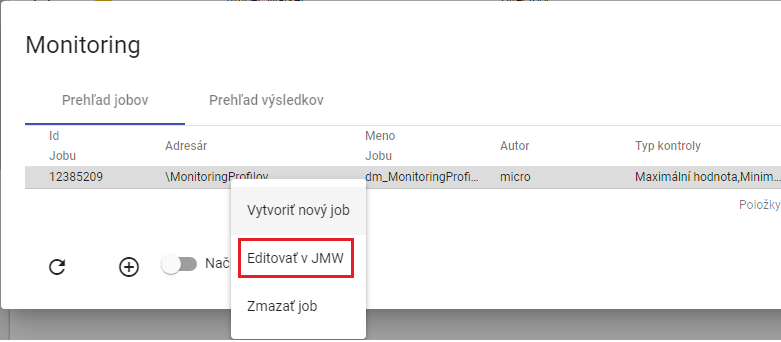 Monitoring
Prehľad jobov Prehľad výsledkov
Id Jobu Adresár Meno Jobu Autor Typ kontroly
12385209 \MonitoringProfilov dm_MonitoringProfi... micro Maximální hodnota,Minim...
Položky
Vytvoriť nový job
Editovať v JMW
Nač
Zmazať job